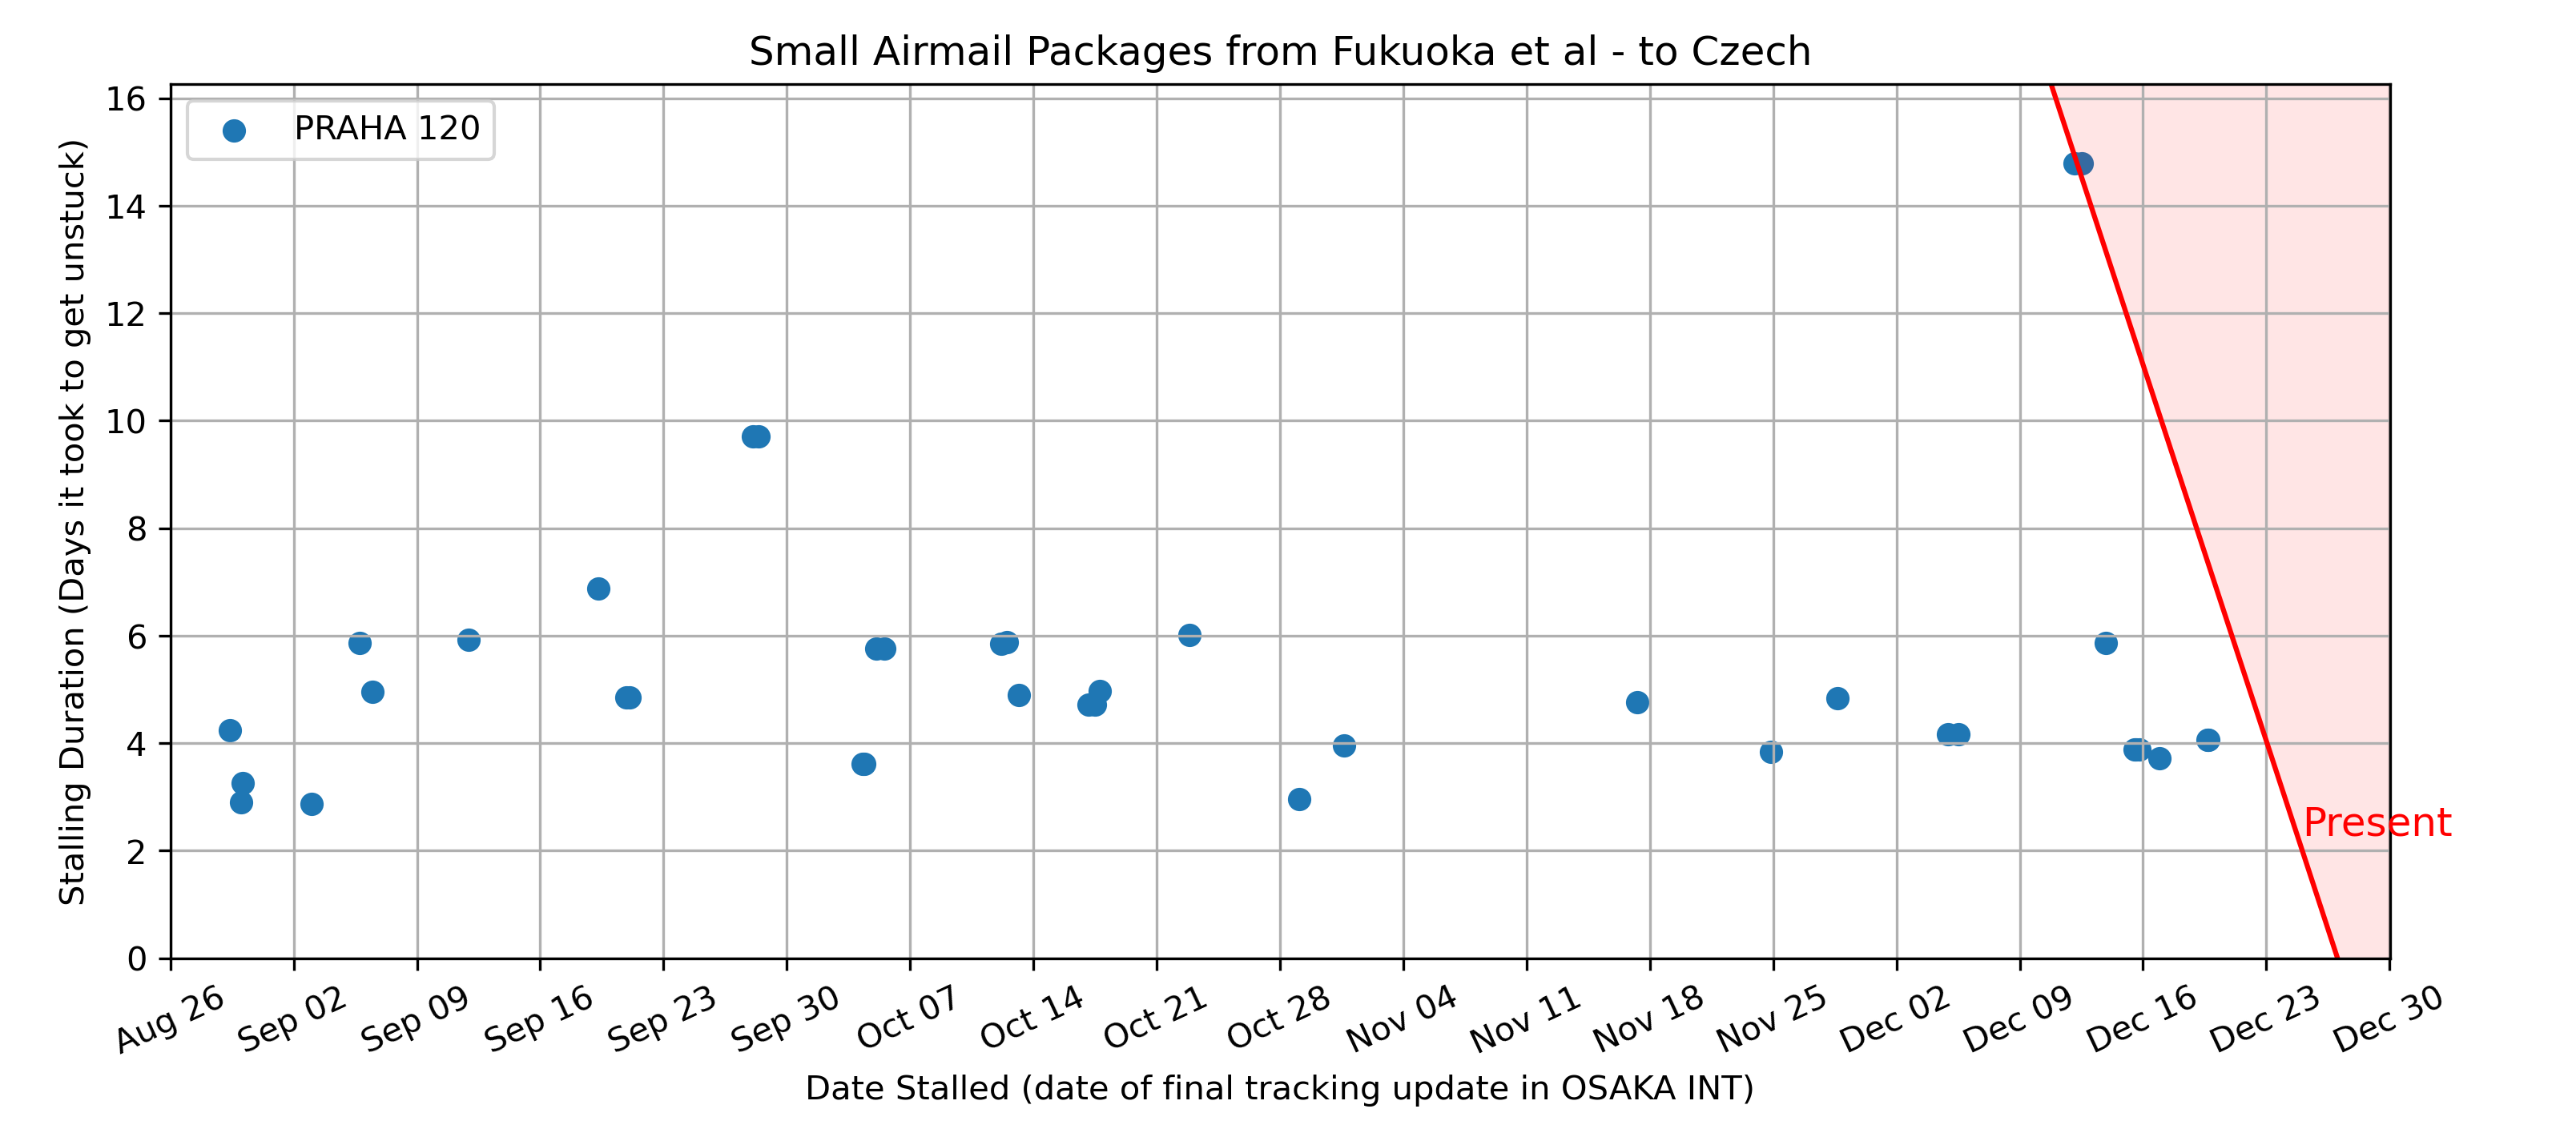 Small Airmail Packages from Fukuoka et al - to Czech
PRAHA 120
Stalling Duration (Days it took to get unstuck)
16
14
12
10
8
6
4
2
0
Present
Aug 26
Sep 02
Sep 09
Sep 16
Sep 23
Sep 30
Oct 07
Oct 14
Oct 21
Oct 28
Nov 04
Nov 11
Nov 18
Nov 25
Dec 02
Dec 09
Dec 16
Dec 23
Dec 30
Date Stalled (date of final tracking update in OSAKA INT)